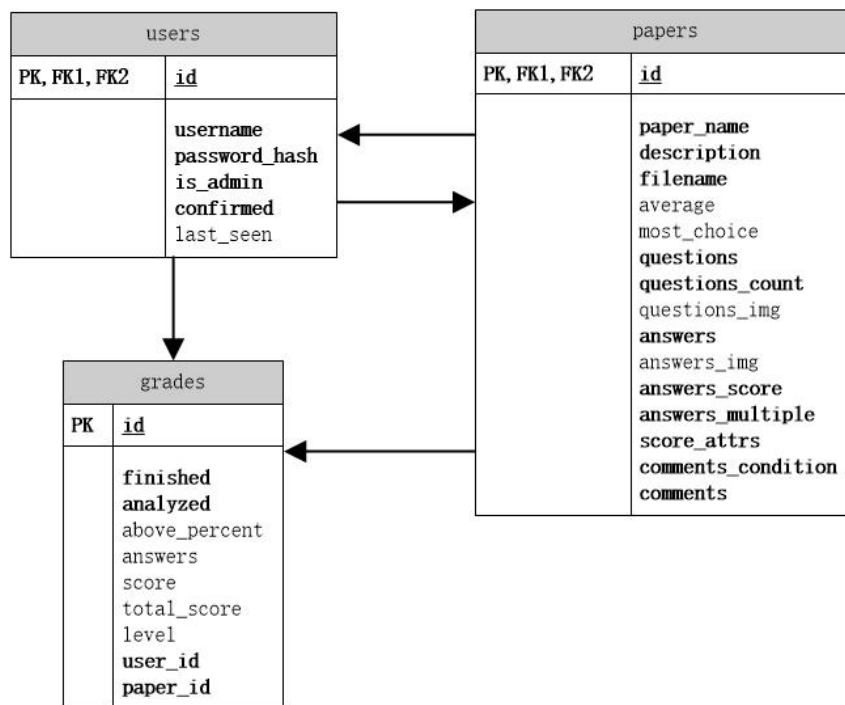 users
PK, FK1, FK2 id
username
password_hash
is_admin
confirmed
last_seen
papers
PK, FK1, FK2 id
paper_name
description
filename
average
most_choice
questions
questions_count
questions_img
answers
answers_img
answers_score
answers_multiple
score_attrs
comments_condition
comments
grades
PK id
finished
analyzed
above_percent
answers
score
total_score
level
user_id
paper_id